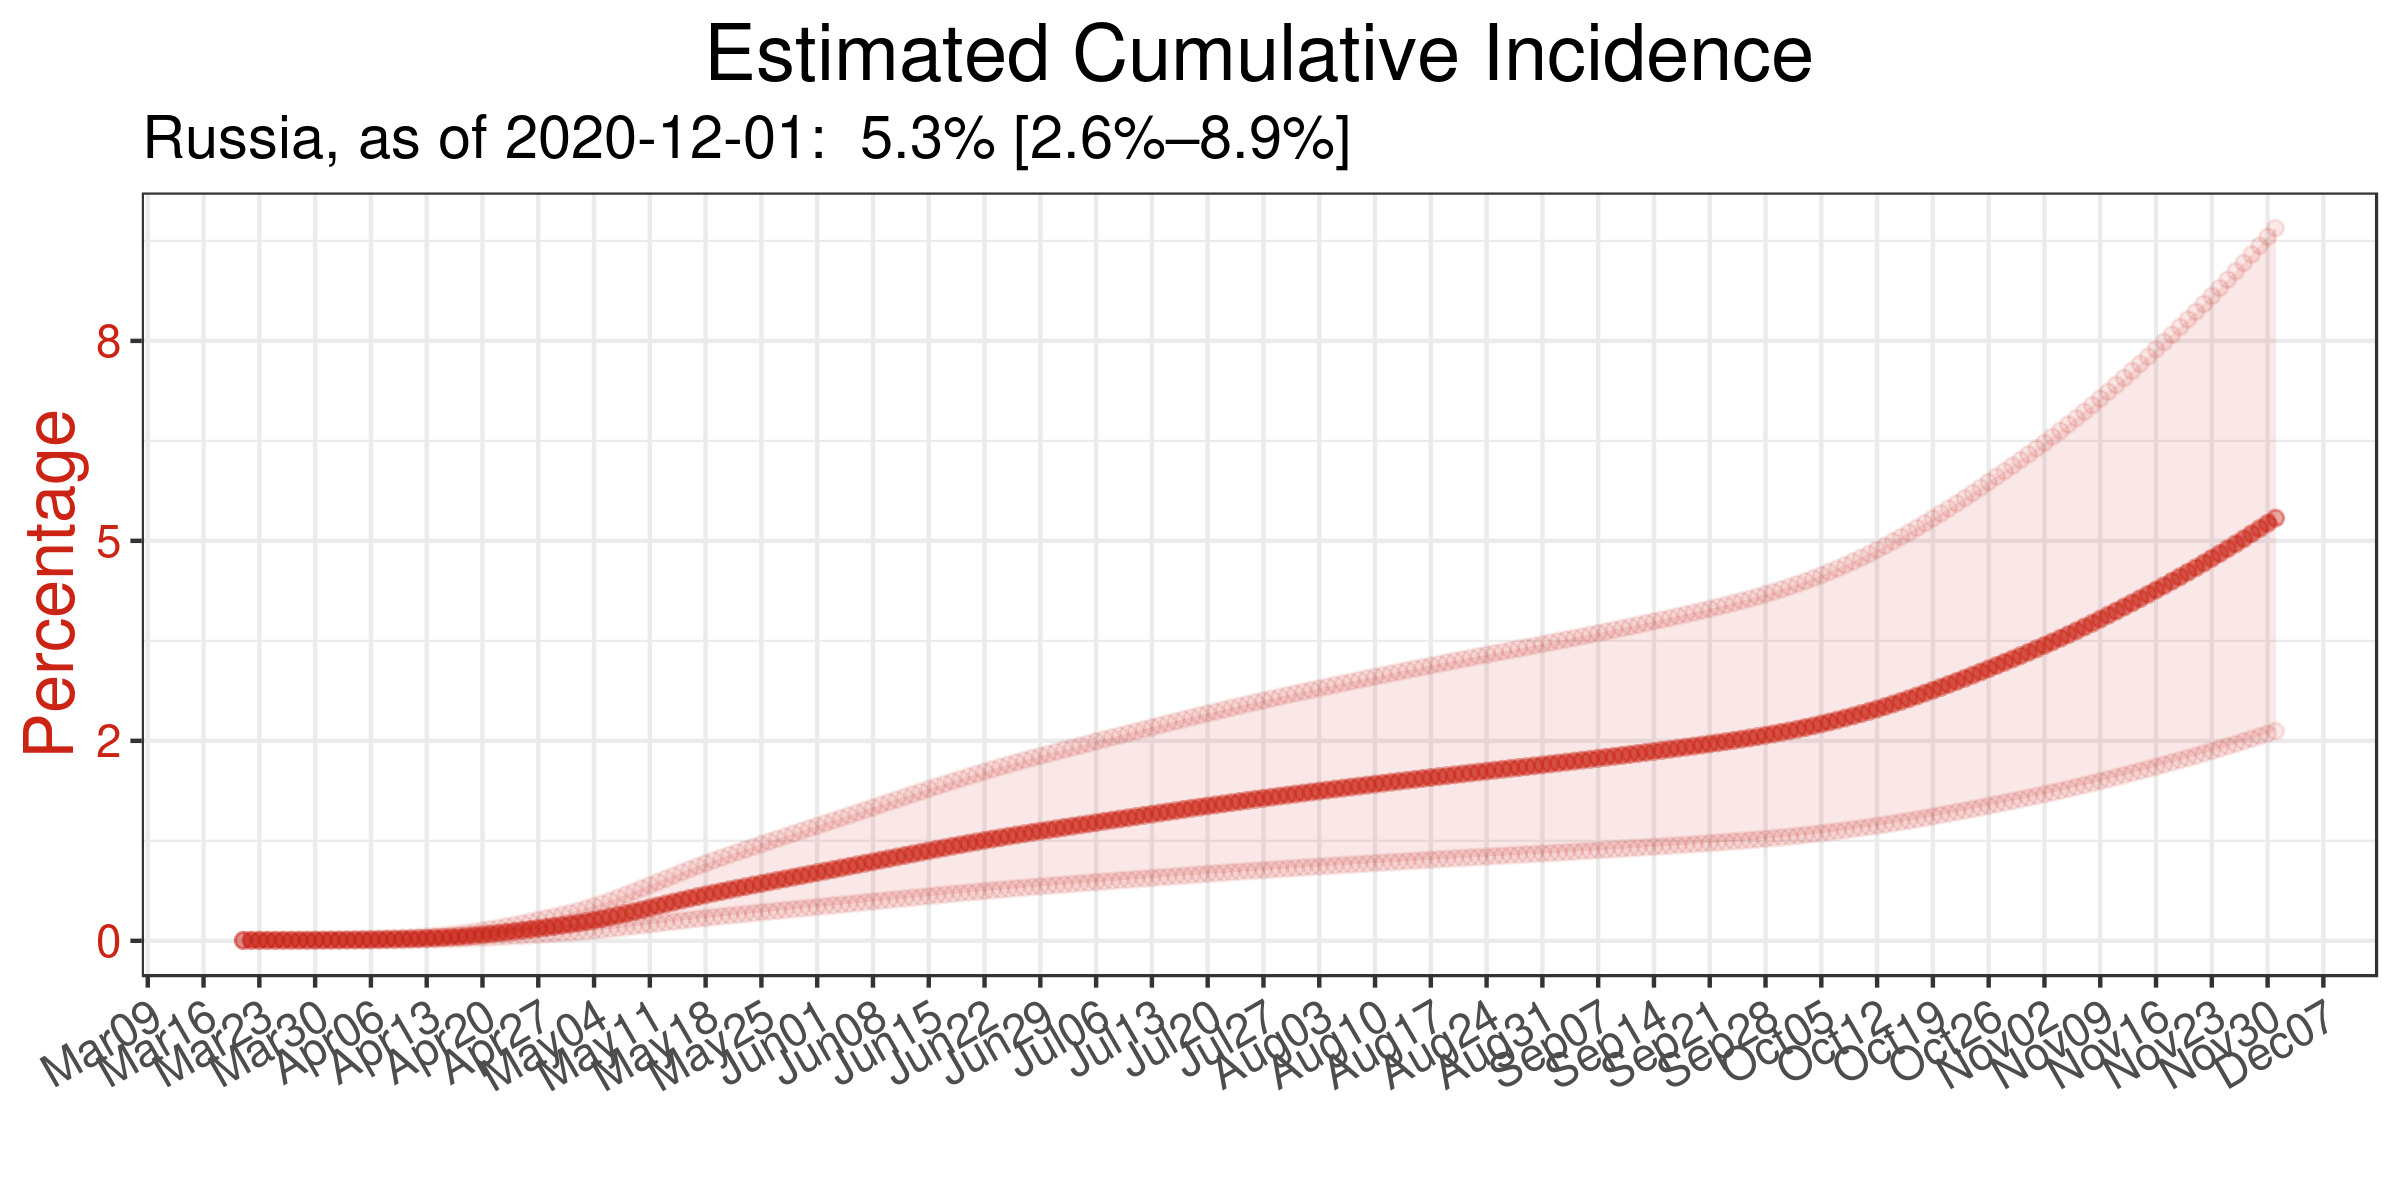 Estimated Cumulative Incidence
Russia, as of 2020-12-01:  5.3% [2.6%–8.9%]
Percentage
8
5
2
0
Mar09
Mar16
Mar23
Mar30
Apr06
Apr13
Apr20
Apr27
May04
May11
May18
May25
Jun01
Jun08
Jun15
Jun22
Jun29
Jul06
Jul13
Jul20
Jul27
Aug03
Aug10
Aug17
Aug24
Aug31
Sep07
Sep14
Sep21
Sep28
Oct05
Oct12
Oct19
Oct26
Nov02
Nov09
Nov16
Nov23
Nov30
Dec07